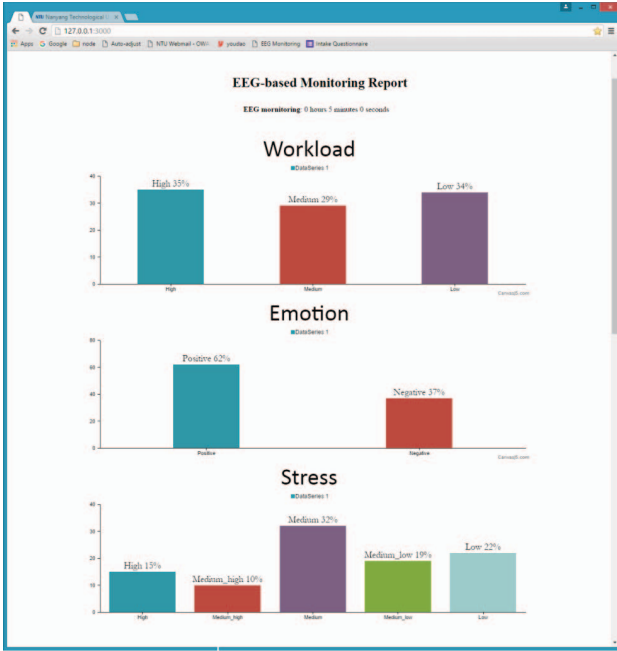 Nanyang Technological
127.0.0.1:3000
Apps Google node Auto-adjust NTU Webmail - OWA youdao EEG Monitoring Intake Questionnaire
EEG-based Monitoring Report
EEG mornitoring: 0 hours 5 minutes 0 seconds
Workload
DataSeries 1
40
30
20
10
0
High 35%
Medium 29%
Low 34%
High
Medium
Low
CanvasJS.com
Emotion
DataSeries 1
80
60
40
20
0
Positive 62%
Negative 37%
Positive
Negative
CanvasJS.com
Stress
DataSeries 1
40
30
20
10
0
High 15%
Medium_high 10%
Medium 32%
Medium_low 19%
Low 22%
High
Medium_high
Medium
Medium_low
Low